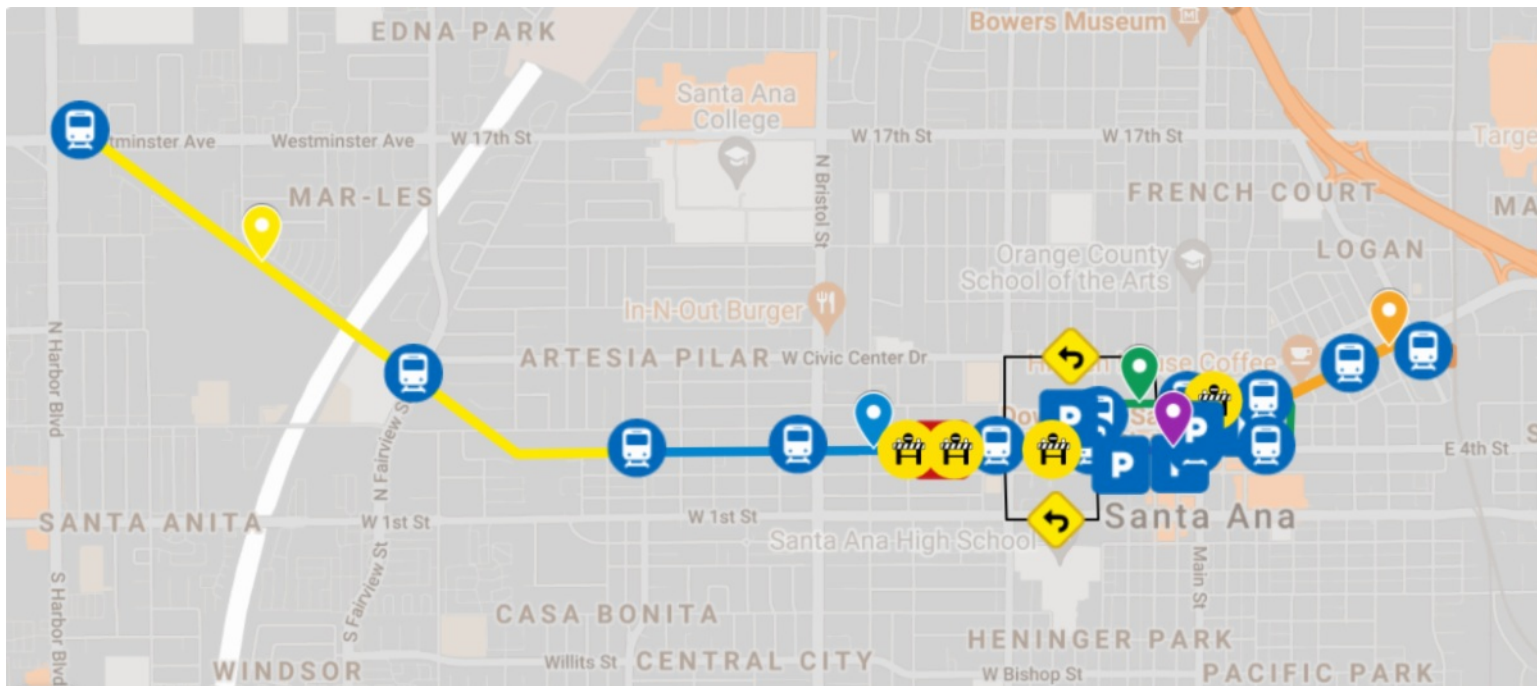 EDNA PARK
Bowers Museum
Santa Ana
College
tminster Ave
Westminster Ave
W 17th St
W 17th St
W 17th St
Targe
MAR-LES
N Bristol St
FRENCH COURT
MA
LOGAN
Orange County
School of the Arts
In-N-Out Burger
N Harbor Blvd
ARTESIA PILAR
W Civic Center Dr
use Coffee
Do
Sa
P
P
P
N Fairview S
E 4th St
S
SANTA ANITA
W 1st St
W 1st St
Santa Ana
Santa Ana High School
S Harbor Blvd
S Fairview St
Main St
CASA BONITA
HENINGER PARK
WINDSOR
Willits St
CENTRAL CITY
W Bishop St
PACIFIC PARK